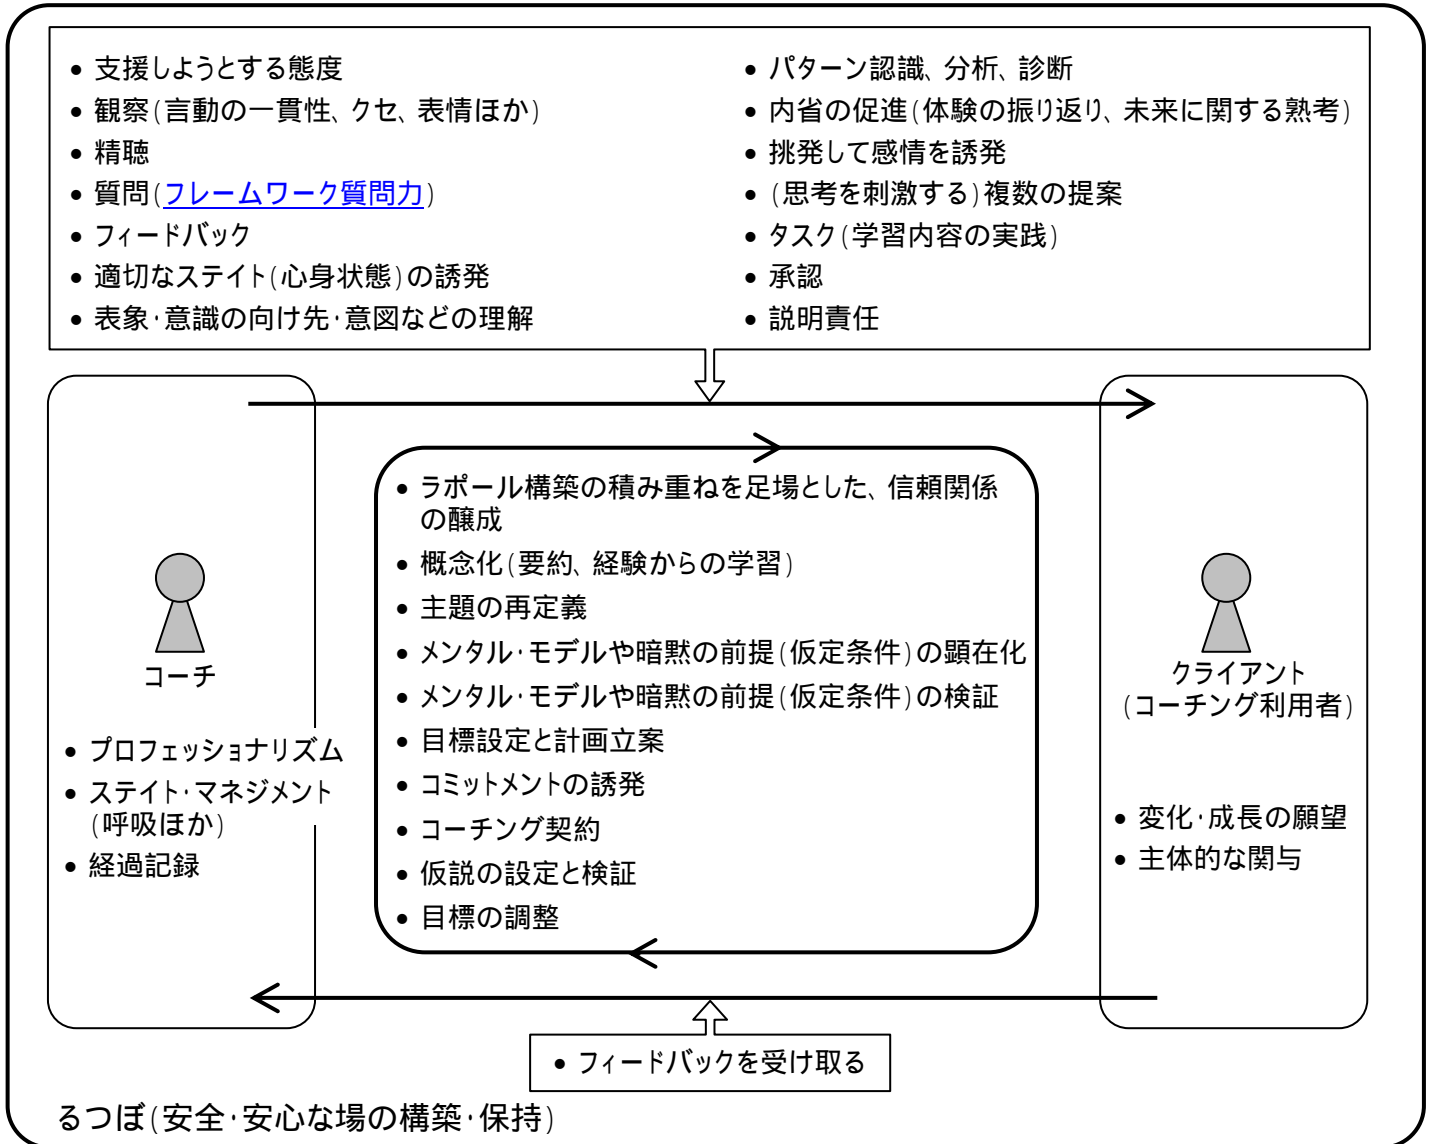 • 支援しようとする態度
• 観察(言動の一貫性、クセ、表情ほか)
• 精聴
• 質問(フレームワーク質問力)
• フィードバック
• 適切なステイト(心身状態)の誘発
• 表象・意識の向け先・意図などの理解
• パターン認識、分析、診断
• 内省の促進(体験の振り返り、未来に関する熟考)
• 挑発して感情を誘発
• (思考を刺激する)複数の提案
• タスク(学習内容の実践)
• 承認
• 説明責任
コーチ
• プロフェッショナリズム
• ステイト・マネジメント
(呼吸ほか)
• 経過記録
• ラポール構築の積み重ねを足場とした、信頼関係
の醸成
• 概念化(要約、経験からの学習)
• 主題の再定義
• メンタル・モデルや暗黙の前提(仮定条件)の顕在化
• メンタル・モデルや暗黙の前提(仮定条件)の検証
• 目標設定と計画立案
• コミットメントの誘発
• コーチング契約
• 仮説の設定と検証
• 目標の調整
クライアント
(コーチング利用者)
• 変化・成長の願望
• 主体的な関与
• フィードバックを受け取る
るつぼ(安全・安心な場の構築・保持)